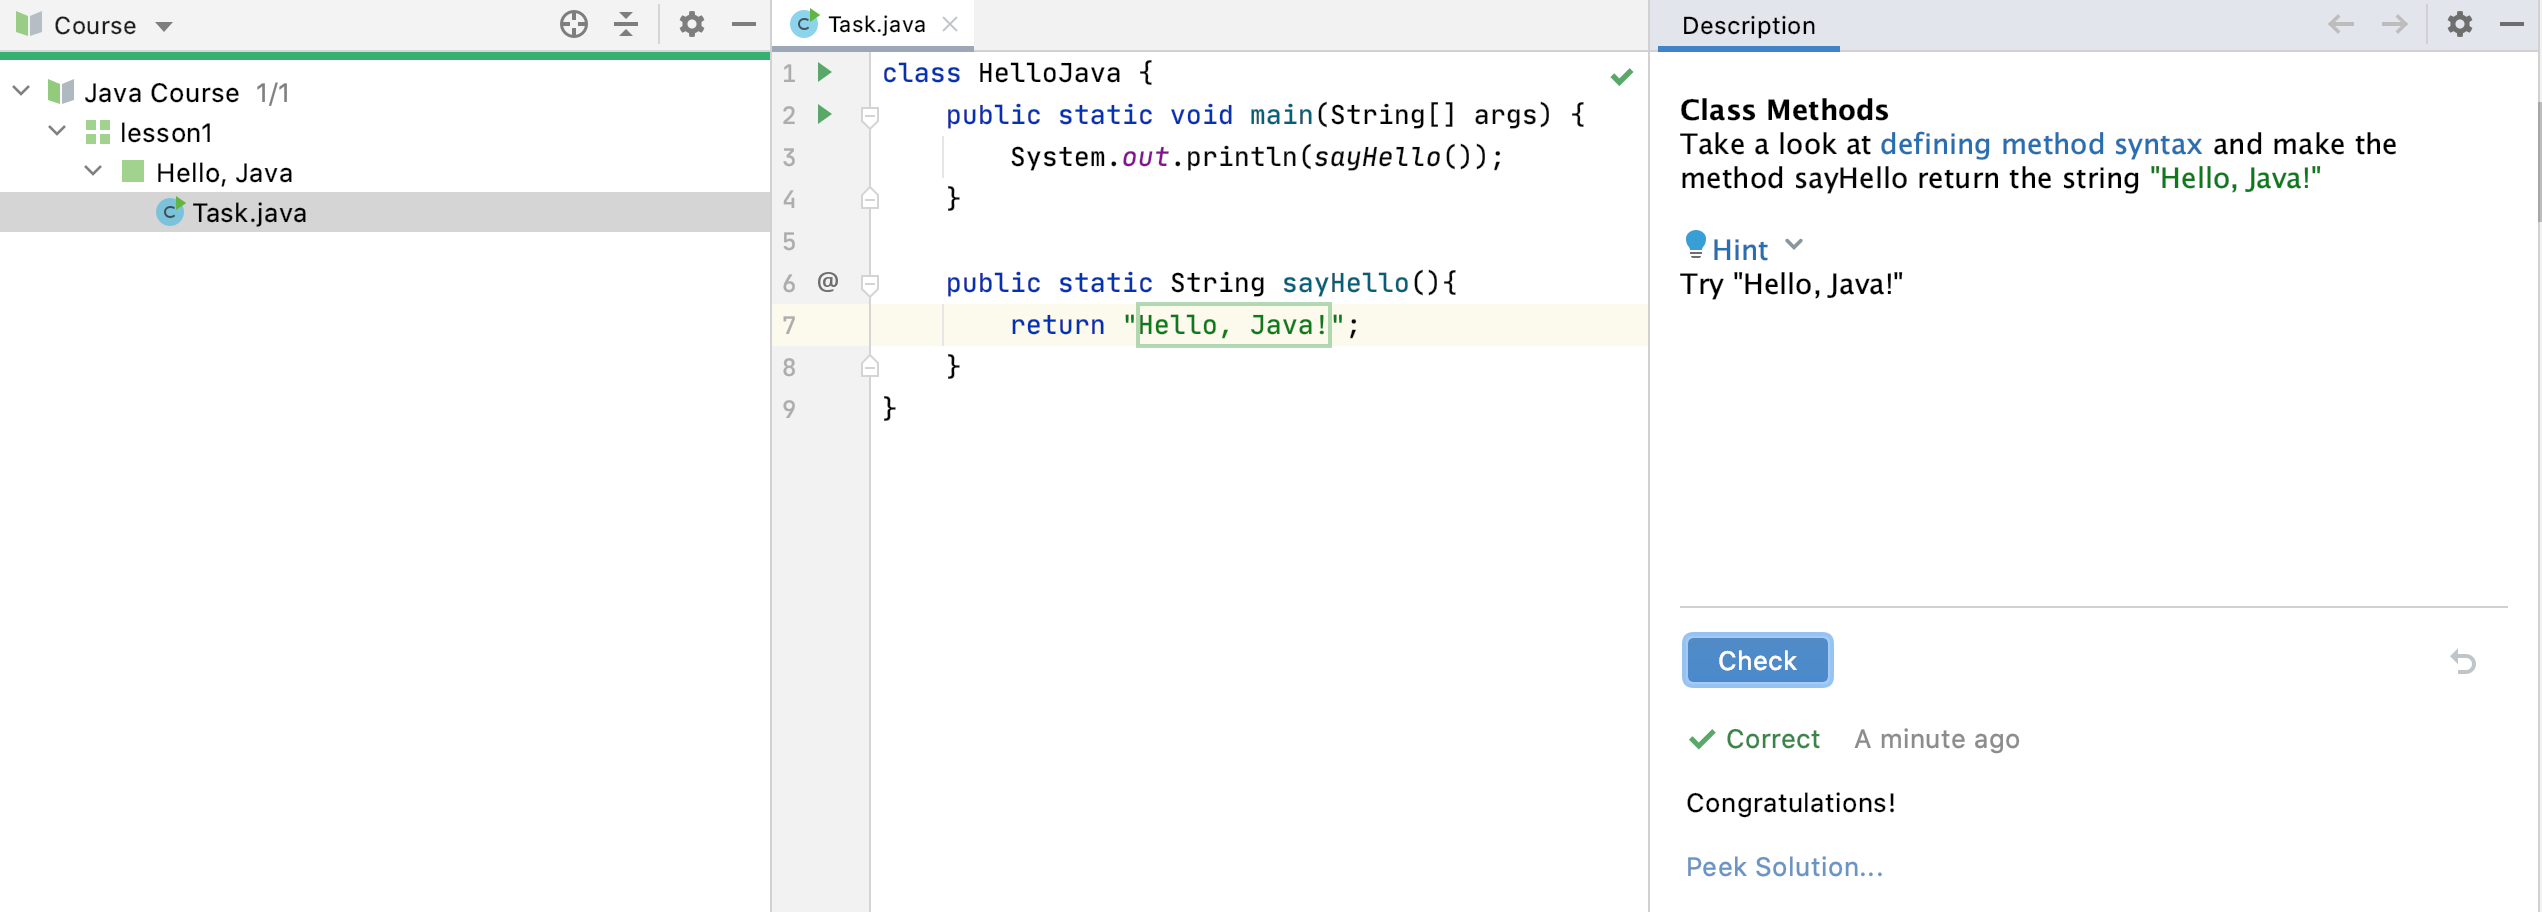 Course
Java Course 1/1
lesson1
Hello, Java
Task.java
Task.java
1 class HelloJava {
2     public static void main(String[] args) {
3         System.out.println(sayHello());
4     }
5
6 @     public static String sayHello(){
7         return "Hello, Java!";
8     }
9 }
Description
Class Methods
Take a look at defining method syntax and make the
method sayHello return the string "Hello, Java!"
Hint
Try "Hello, Java!"
Check
Correct A minute ago
Congratulations!
Peek Solution...